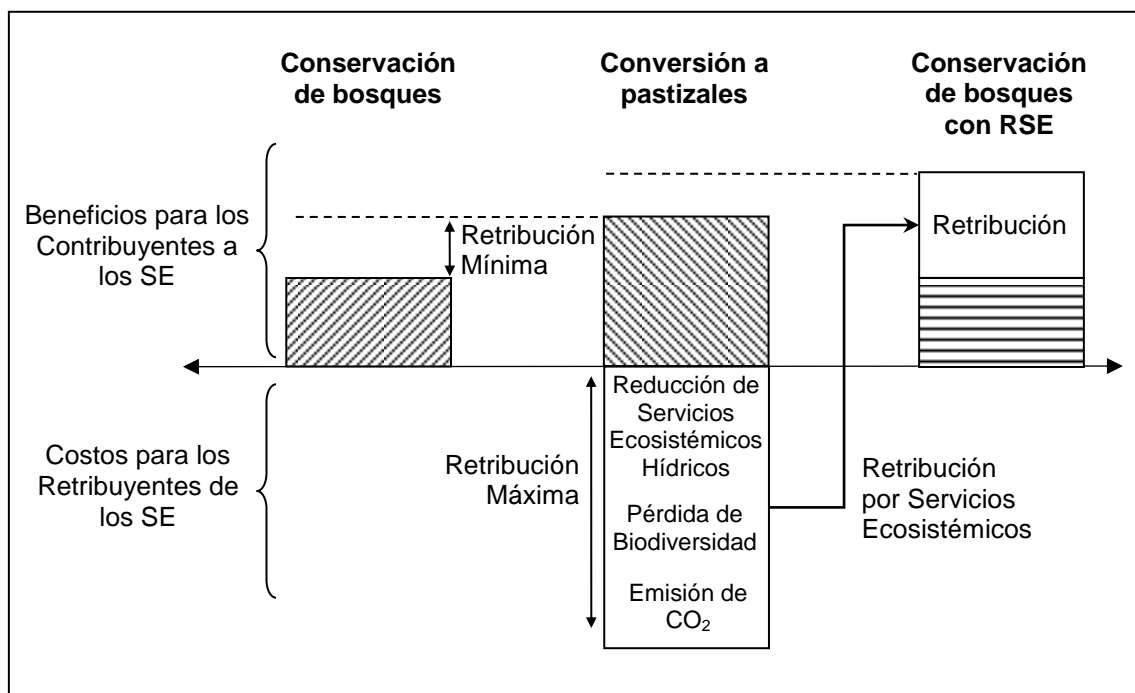 Conservación
de bosques
Conversión a
pastizales
Conservación
de bosques
con RSE
Beneficios para los
Contribuyentes a
los SE
Retribución
Mínima
Retribución
Costos para los
Retribuyentes de
los SE
Retribución
Máxima
Reducción de
Servicios
Ecosistémicos
Hídricos
Pérdida de
Biodiversidad
Emisión de
CO₂
Retribución
por Servicios
Ecosistémicos